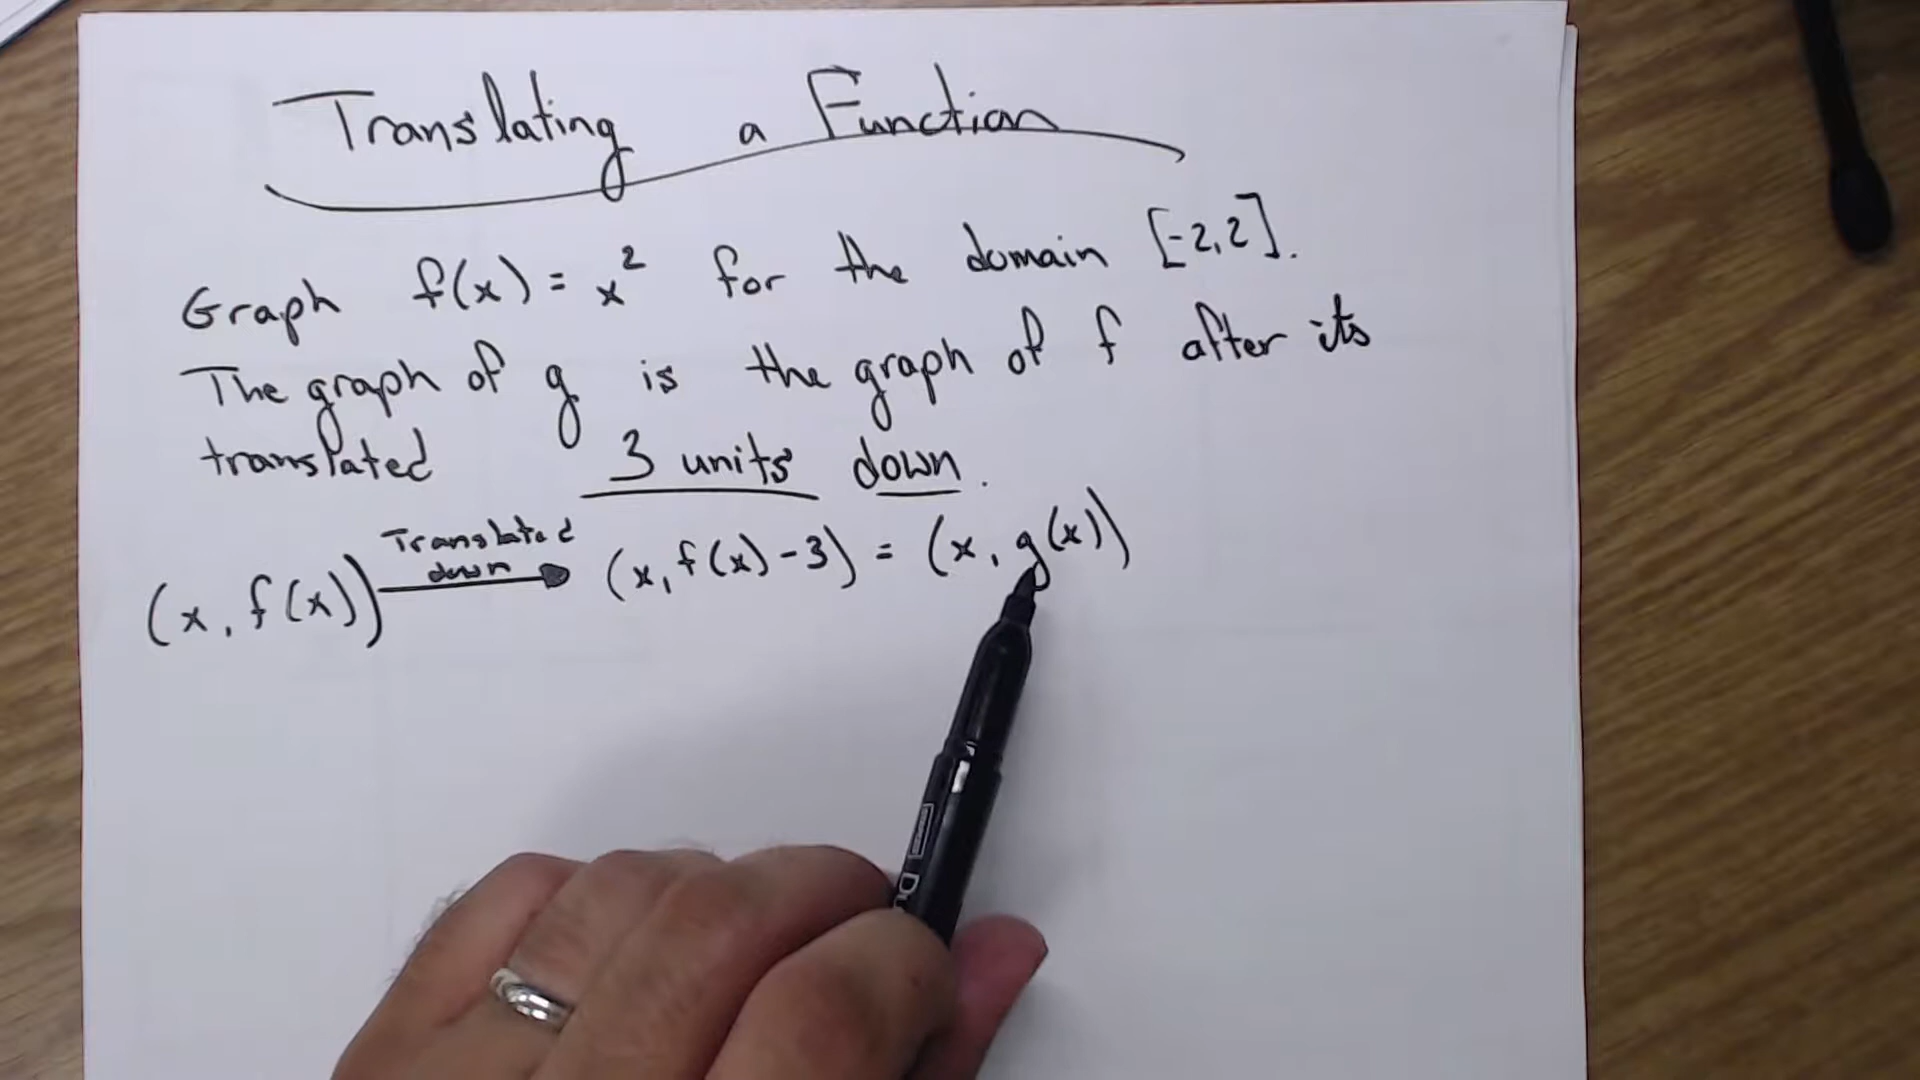 Translating a Function
Graph f(x) = x² for the domain [-2,2].
The graph of g is the graph of f after its
translated 3 units down.
Translated
down
(x, f(x)) → (x, f(x) - 3) = (x, g(x))